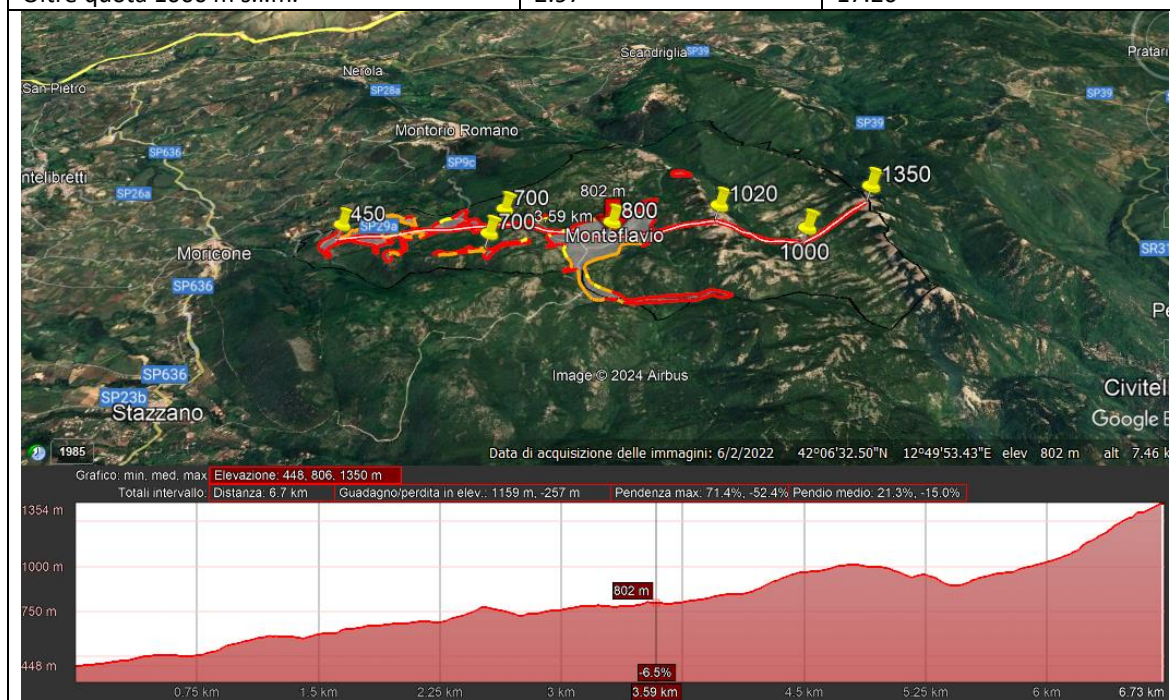 Oltre quota 1000 m s.l.m. 2.97 17.20
Scandriglia SP39
Nerola
San Pietro
SP28a
SP39
Montorio Romano
SP39
SP636
SP9c
SP26a
1350
700
802 m
1020
450
SP29a
700
3.59 km
800
Monteflavio
1000
Moricone
SP636
Image © 2024 Airbus
SP636
SP23b
Stazzano
Google
1985
Data di acquisizione delle immagini: 6/2/2022 42°06'32.50"N 12°49'53.43"E elev 802 m alt 7.46
Grafico: min. med. max Elevazione: 448, 806, 1350 m
Totali intervallo: Distanza: 6.7 km Guadagno/perdita in elev.: 1159 m, -257 m Pendenza max: 71.4%, -52.4% Pendio medio: 21.3%, -15.0%
1354 m
1000 m
802 m
750 m
448 m
-6.5%
0.75 km 1.5 km 2.25 km 3 km 3.59 km 4.5 km 5.25 km 6 km 6.73 km